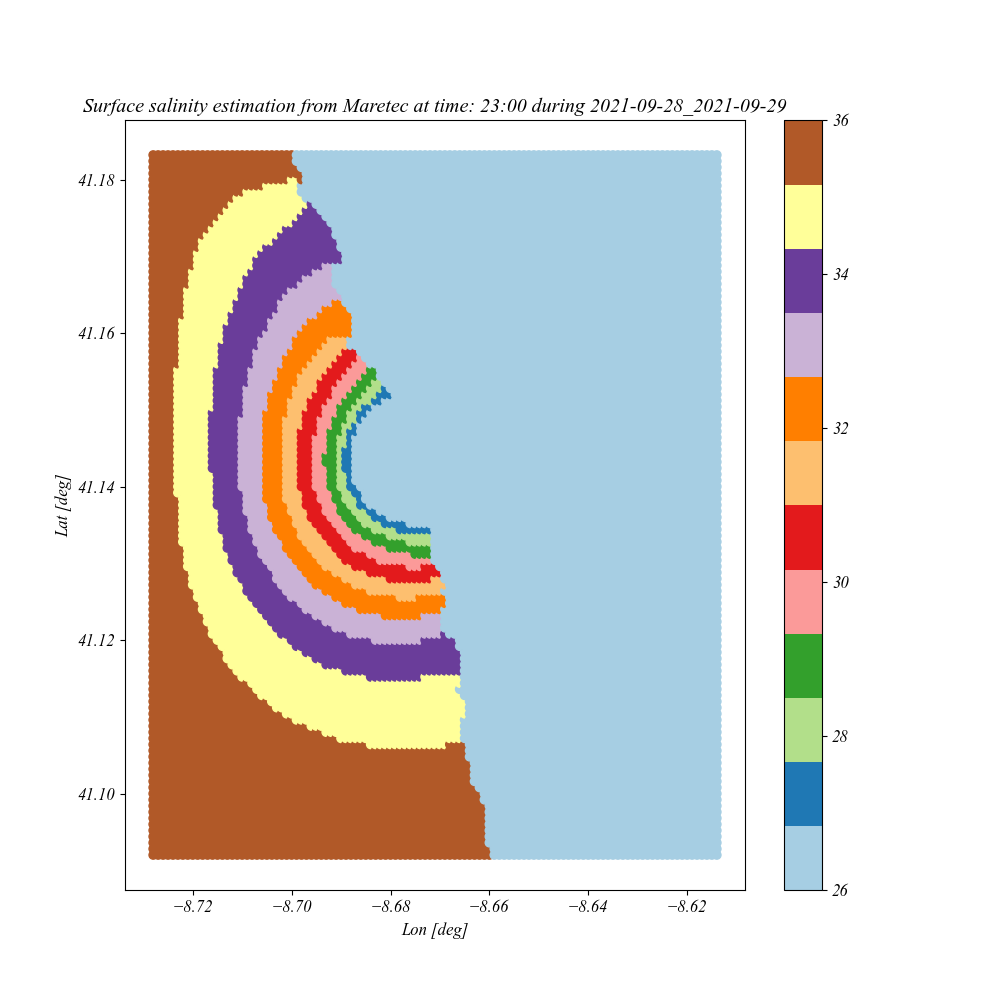 Surface salinity estimation from Maretec at time: 23:00 during 2021-09-28_2021-09-29
36
34
32
30
28
26
41.18
41.16
41.14
41.12
41.10
Lat [deg]
−8.72 −8.70 −8.68 −8.66 −8.64 −8.62
Lon [deg]